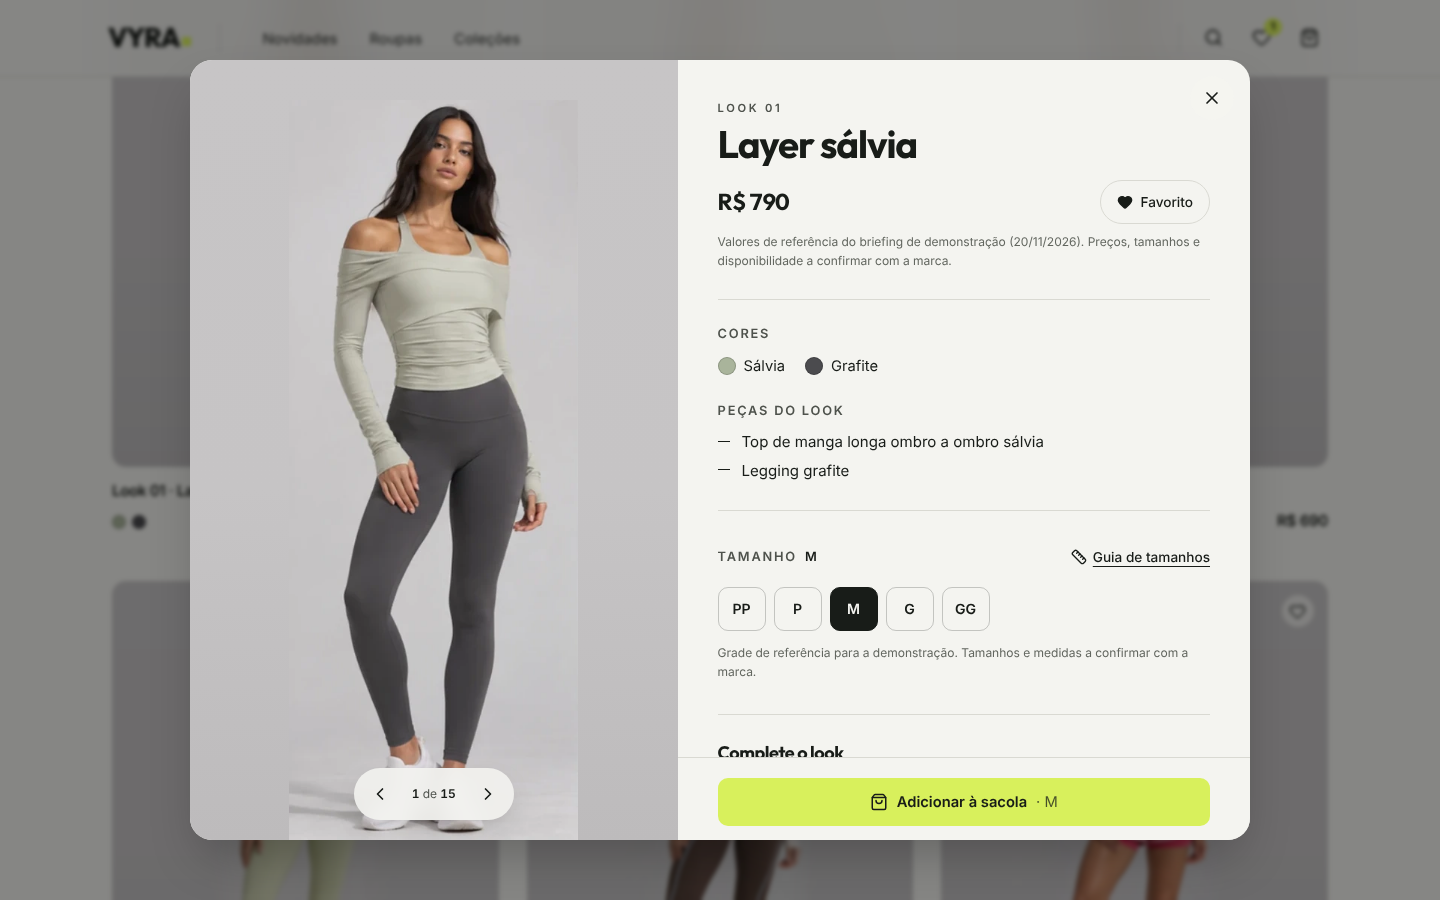 VYRA.
Novidades Roupas Coleções
LOOK 01
Layer sálvia
R$ 790
Favorito
Valores de referência do briefing de demonstração (20/11/2026). Preços, tamanhos e
disponibilidade a confirmar com a marca.
CORES
Sálvia Grafite
PEÇAS DO LOOK
— Top de manga longa ombro a ombro sálvia
— Legging grafite
TAMANHO M
Guia de tamanhos
PP P M G GG
Grade de referência para a demonstração. Tamanhos e medidas a confirmar com a
marca.
Complete o look
Adicionar à sacola · M
1 de 15
Look 01 · La
R$ 690